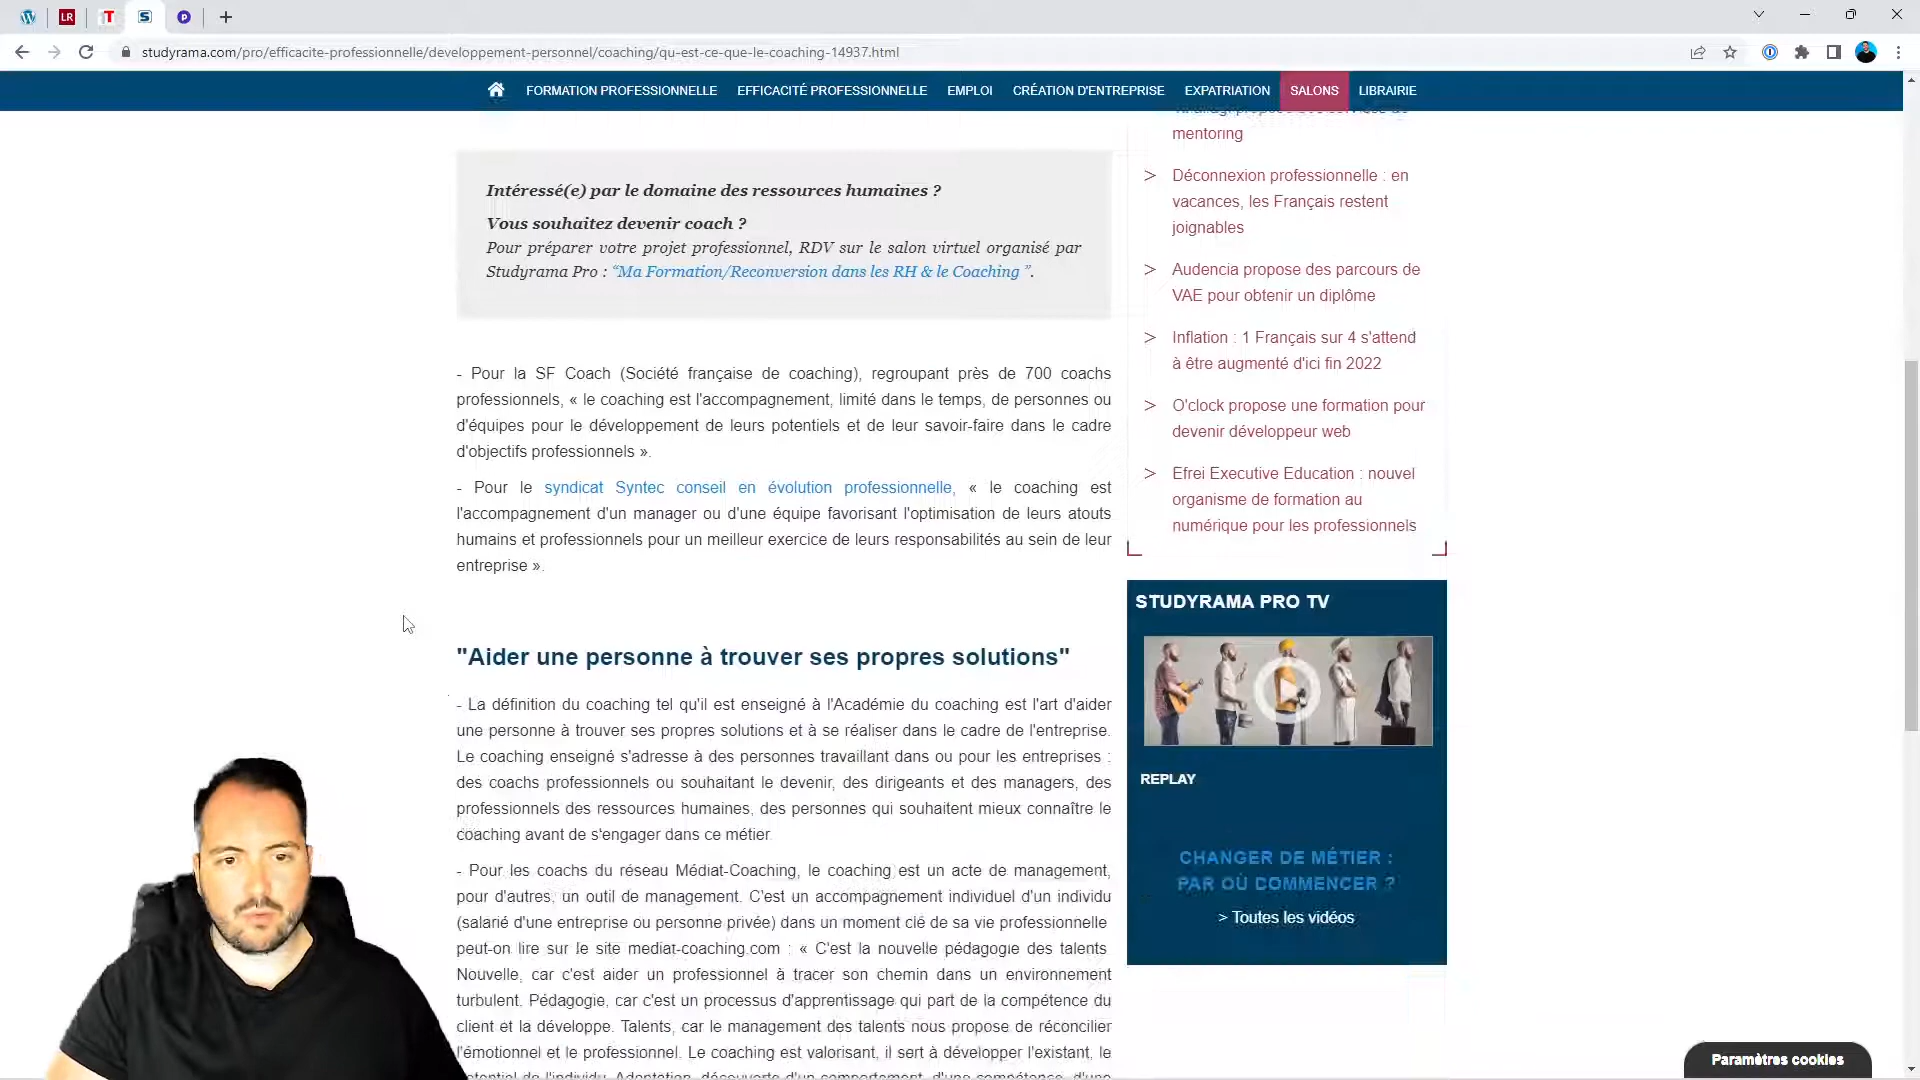 studyrama.com/pro/efficacite-professionnelle/developpement-personnel/coaching/qu-est-ce-que-le-coaching-14937.html
FORMATION PROFESSIONNELLE EFFICACITÉ PROFESSIONNELLE EMPLOI CRÉATION D'ENTREPRISE EXPATRIATION SALONS LIBRAIRIE
Intéressé(e) par le domaine des ressources humaines ?
Vous souhaitez devenir coach ?
Pour préparer votre projet professionnel, RDV sur le salon virtuel organisé par
Studyrama Pro : "Ma Formation/Reconversion dans les RH & le Coaching ".
- Pour la SF Coach (Société française de coaching), regroupant près de 700 coachs
professionnels, « le coaching est l'accompagnement, limité dans le temps, de personnes ou
d'équipes pour le développement de leurs potentiels et de leur savoir-faire dans le cadre
d'objectifs professionnels ».
- Pour le syndicat Syntec conseil en évolution professionnelle, « le coaching est
l'accompagnement d'un manager ou d'une équipe favorisant l'optimisation de leurs atouts
humains et professionnels pour un meilleur exercice de leurs responsabilités au sein de leur
entreprise ».
"Aider une personne à trouver ses propres solutions"
- La définition du coaching tel qu'il est enseigné à l'Académie du coaching est l'art d'aider
une personne à trouver ses propres solutions et à se réaliser dans le cadre de l'entreprise.
Le coaching enseigné s'adresse à des personnes travaillant dans ou pour les entreprises :
des coachs professionnels ou souhaitant le devenir, des dirigeants et des managers, des
professionnels des ressources humaines, des personnes qui souhaitent mieux connaître le
coaching avant de s'engager dans ce métier.
- Pour les coachs du réseau Médiat-Coaching, le coaching est un acte de management,
pour d'autres, un outil de management. C'est un accompagnement individuel d'un individu
(salarié d'une entreprise ou personne privée) dans un moment clé de sa vie professionnelle
peut-on lire sur le site mediat-coaching.com : « C'est la nouvelle pédagogie des talents
Nouvelle, car c'est aider un professionnel à tracer son chemin dans un environnement
turbulent. Pédagogie, car c'est un processus d'apprentissage qui part de la compétence du
client et la développe. Talents, car le management des talents nous propose de réconcilier
l'émotionnel et le professionnel. Le coaching est valorisant, il sert à développer l'existant, le
potentiel de l'individu. Adaptation, découverte d'un comportement, d'une compétence, d'une
mentoring
> Déconnexion professionnelle : en
vacances, les Français restent
joignables
> Audencia propose des parcours de
VAE pour obtenir un diplôme
> Inflation : 1 Français sur 4 s'attend
à être augmenté d'ici fin 2022
> O'clock propose une formation pour
devenir développeur web
> Efrei Executive Education : nouvel
organisme de formation au
numérique pour les professionnels
STUDYRAMA PRO TV
REPLAY
CHANGER DE MÉTIER :
PAR OÙ COMMENCER ?
> Toutes les vidéos
Paramètres cookies